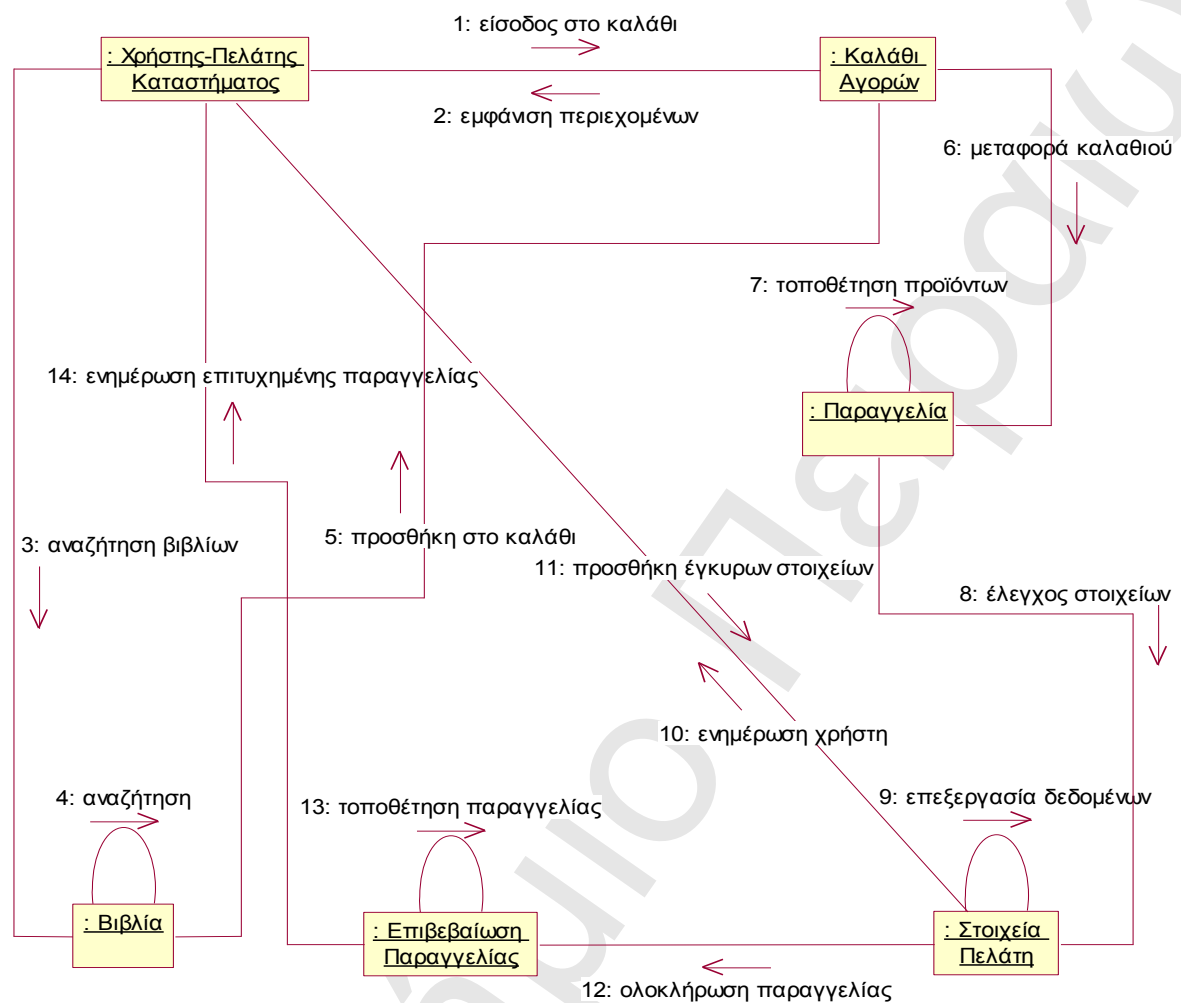 1: είσοδος στο καλάθι
: Χρήστης-Πελάτης
Καταστήματος
: Καλάθι
Αγορών
2: εμφάνιση περιεχομένων
6: μεταφορά καλαθιού
7: τοποθέτηση προϊόντων
14: ενημέρωση επιτυχημένης παραγγελίας
: Παραγγελία
3: αναζήτηση βιβλίων
5: προσθήκη στο καλάθι
11: προσθήκη έγκυρων στοιχείων
8: έλεγχος στοιχείων
10: ενημέρωση χρήστη
4: αναζήτηση
13: τοποθέτηση παραγγελίας
9: επεξεργασία δεδομένων
: Βιβλία
: Επιβεβαίωση
Παραγγελίας
: Στοιχεία
Πελάτη
12: ολοκλήρωση παραγγελίας